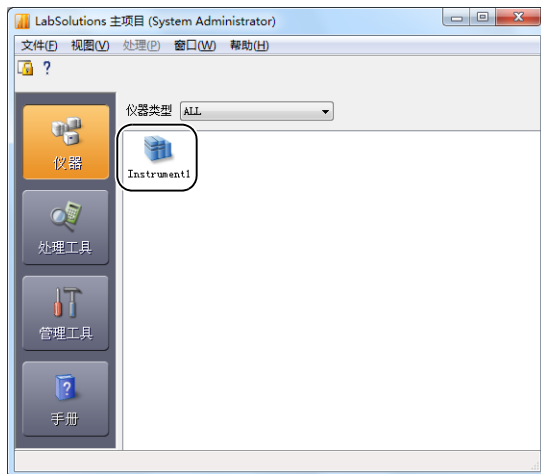 LabSolutions 主项目 (System Administrator)
文件(F) 视图(V) 处理(P) 窗口(W) 帮助(H)
?
仪器类型 ALL
仪器
Instrument1
处理工具
管理工具
?
手册